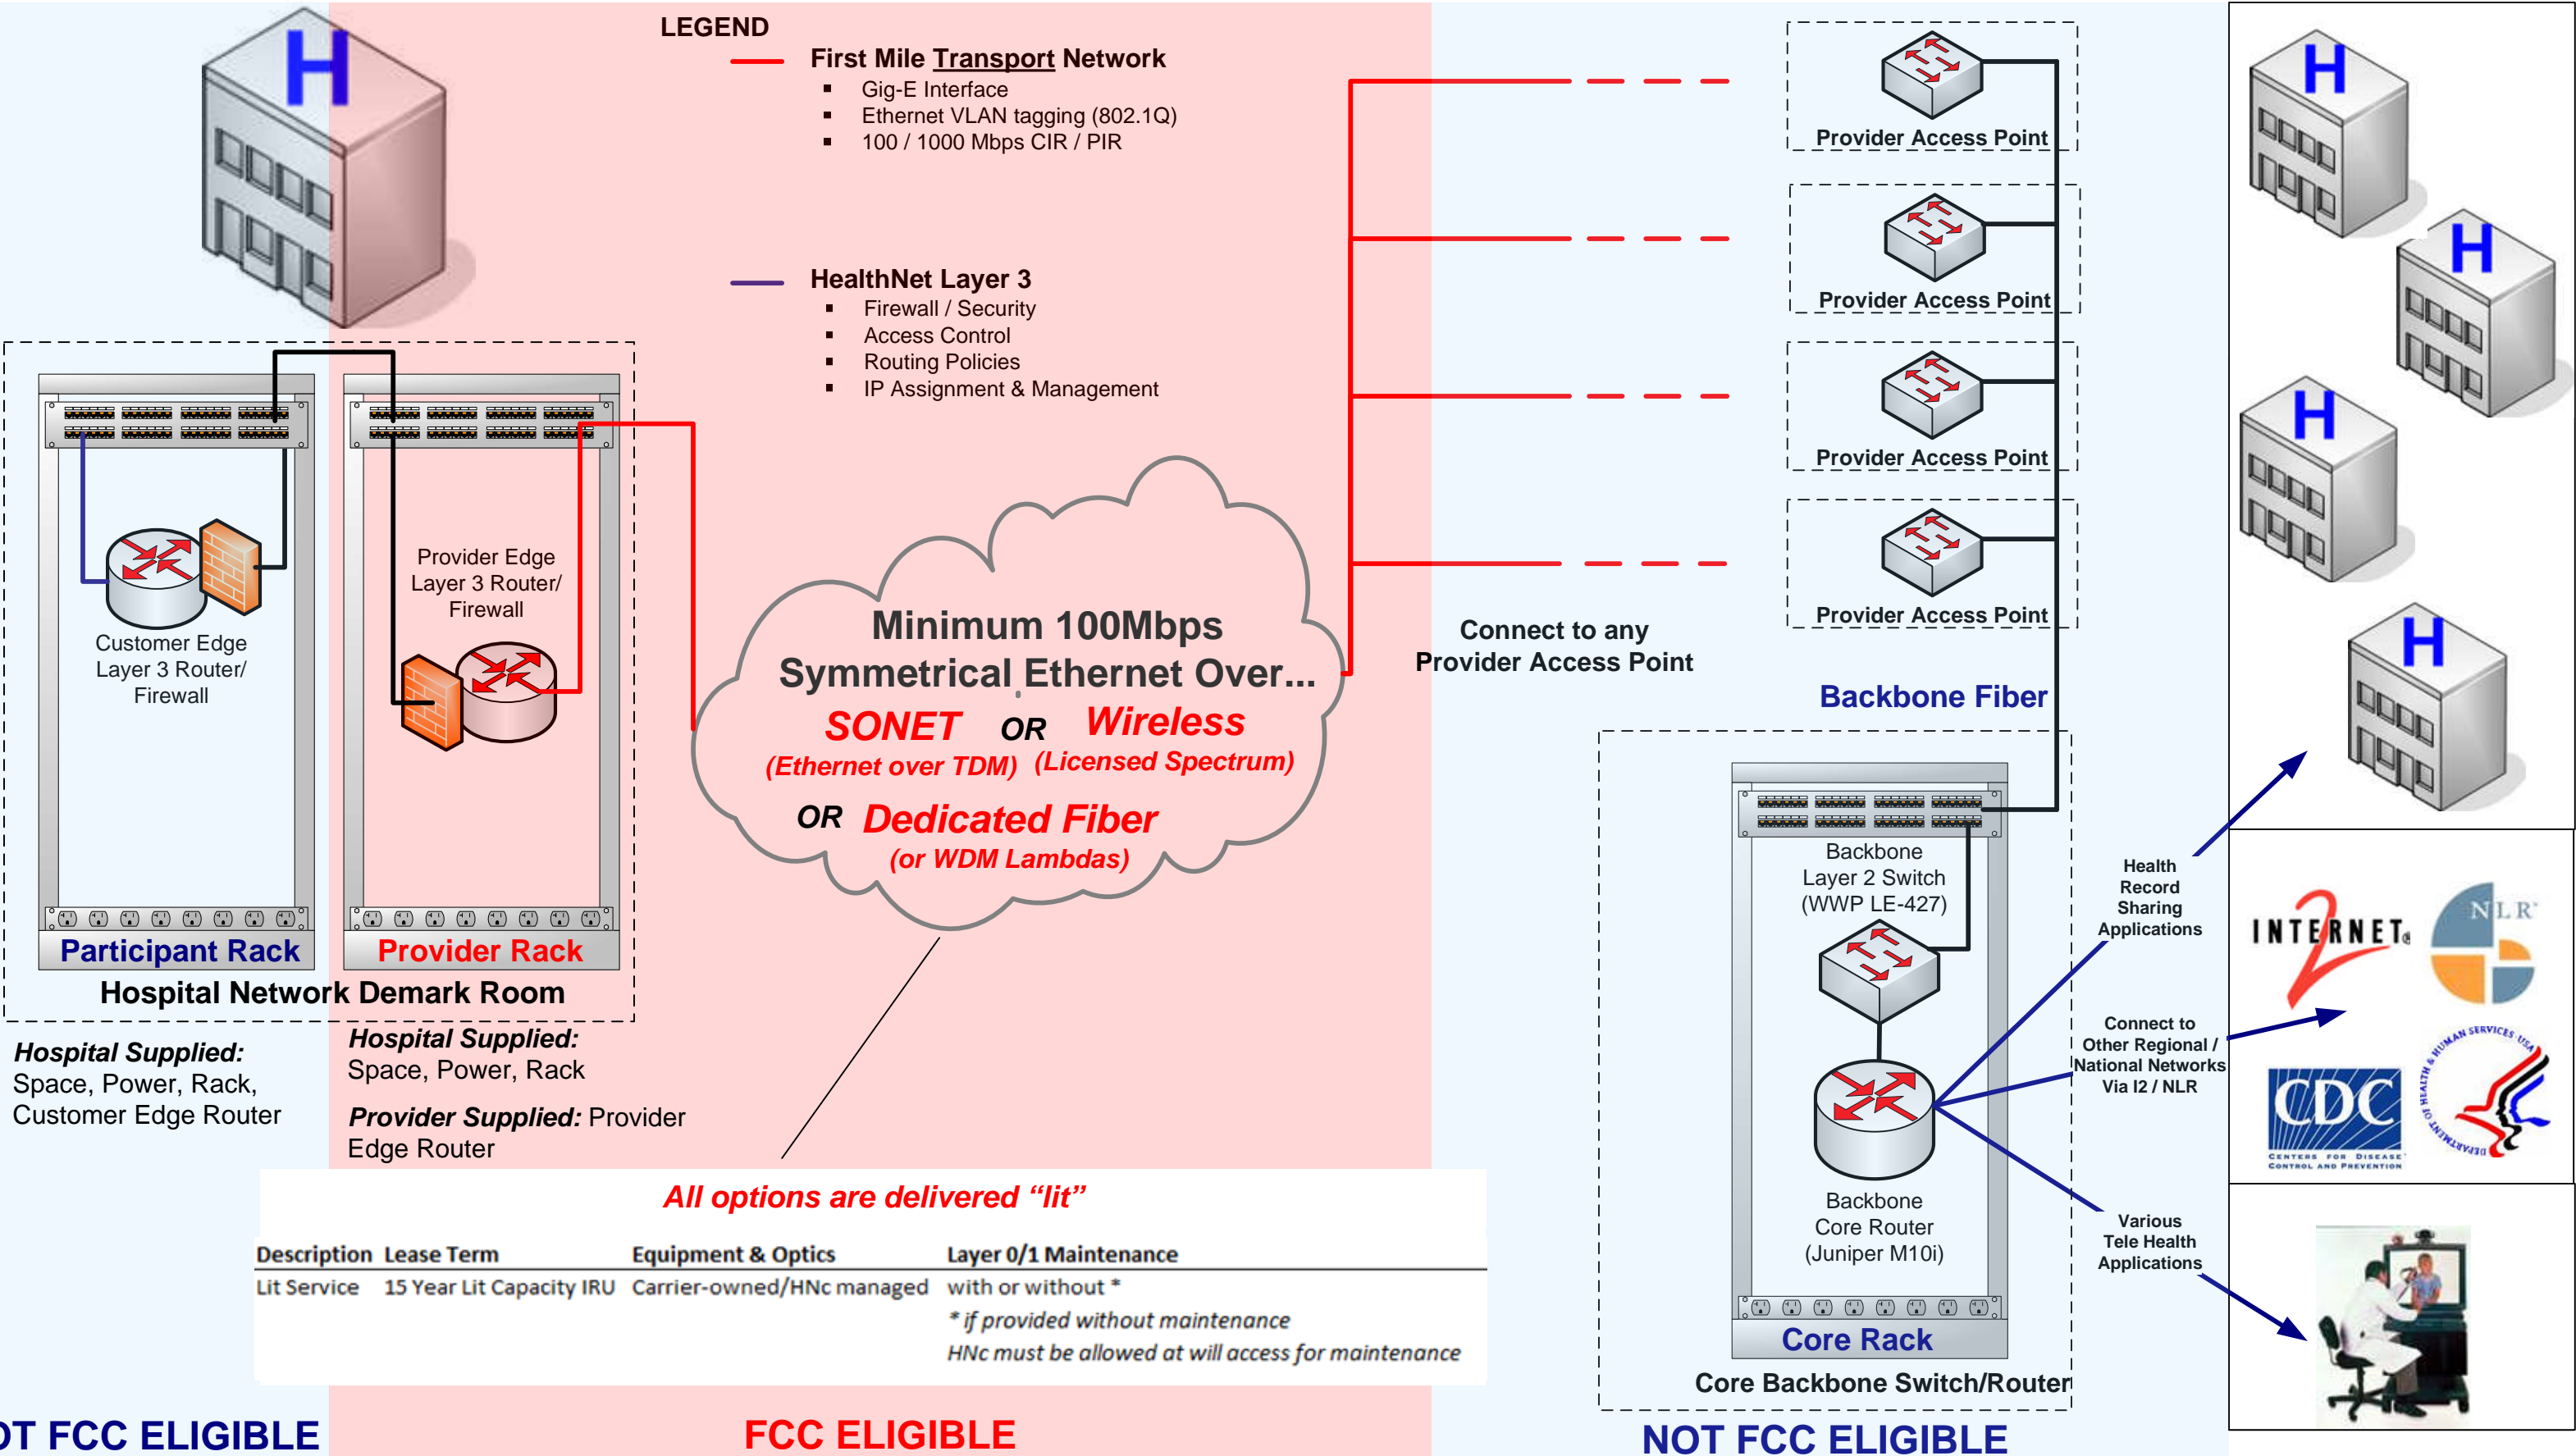 H
LEGEND
First Mile Transport Network
▪ Gig-E Interface
▪ Ethernet VLAN tagging (802.1Q)
▪ 100 / 1000 Mbps CIR / PIR
HealthNet Layer 3
▪ Firewall / Security
▪ Access Control
▪ Routing Policies
▪ IP Assignment & Management
Customer Edge
Layer 3 Router/
Firewall
Participant Rack
Provider Edge
Layer 3 Router/
Firewall
Provider Rack
Hospital Network Demark Room
Hospital Supplied:
Space, Power, Rack,
Customer Edge Router
Hospital Supplied:
Space, Power, Rack
Provider Supplied: Provider
Edge Router
Minimum 100Mbps
Symmetrical Ethernet Over...
SONET OR Wireless
(Ethernet over TDM) (Licensed Spectrum)
OR Dedicated Fiber
(or WDM Lambdas)
All options are delivered “lit”
Description Lease Term Equipment & Optics Layer 0/1 Maintenance
Lit Service 15 Year Lit Capacity IRU Carrier-owned/HNc managed with or without *
* if provided without maintenance
HNc must be allowed at will access for maintenance
Provider Access Point
Provider Access Point
Provider Access Point
Provider Access Point
Connect to any
Provider Access Point
Backbone Fiber
Backbone
Layer 2 Switch
(WWP LE-427)
Backbone
Core Router
(Juniper M10i)
Core Rack
Core Backbone Switch/Router
Health
Record
Sharing
Applications
Connect to
Other Regional /
National Networks
Via I2 / NLR
Various
Tele Health
Applications
H
H
H
H
INTERNET®
2
NLR
CDC
CENTERS FOR DISEASE
CONTROL AND PREVENTION
DEPARTMENT OF HEALTH & HUMAN SERVICES·USA
OT FCC ELIGIBLE
FCC ELIGIBLE
NOT FCC ELIGIBLE